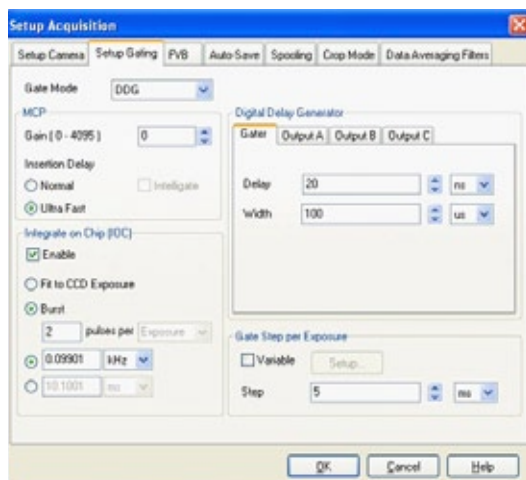 Setup Acquisition
Setup Camera Setup Gating FVB Auto-Save Spooling Crop Mode Data Averaging Filters
Gate Mode DDG
MCP
Gain ( 0 - 4095 ) 0
Insertion Delay
Normal Intelligate
Ultra Fast
Integrate on Chip (IOC)
Enable
Fit to CCD Exposure
Burst
2 pulses per Exposure
0.09901 kHz
10.1001 ms
Digital Delay Generator
Gater Output A Output B Output C
Delay 20 ns
Width 100 us
Gate Step per Exposure
Variable Setup...
Step 5 ms
OK Cancel Help